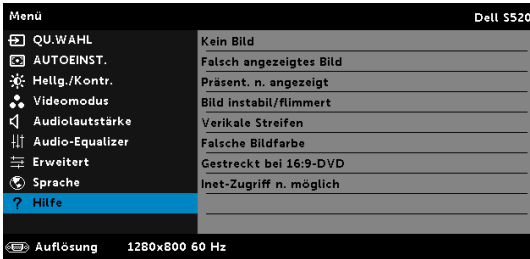 Menü Dell S520
QU.WAHL
AUTOEINST.
Hellg./Kontr.
Videomodus
Audiolautstärke
Audio-Equalizer
Erweitert
Sprache
? Hilfe
Kein Bild
Falsch angezeigtes Bild
Präsent. n. angezeigt
Bild instabil/flimmert
Verikale Streifen
Falsche Bildfarbe
Gestreckt bei 16:9-DVD
Inet-Zugriff n. möglich
Auflösung 1280x800 60 Hz